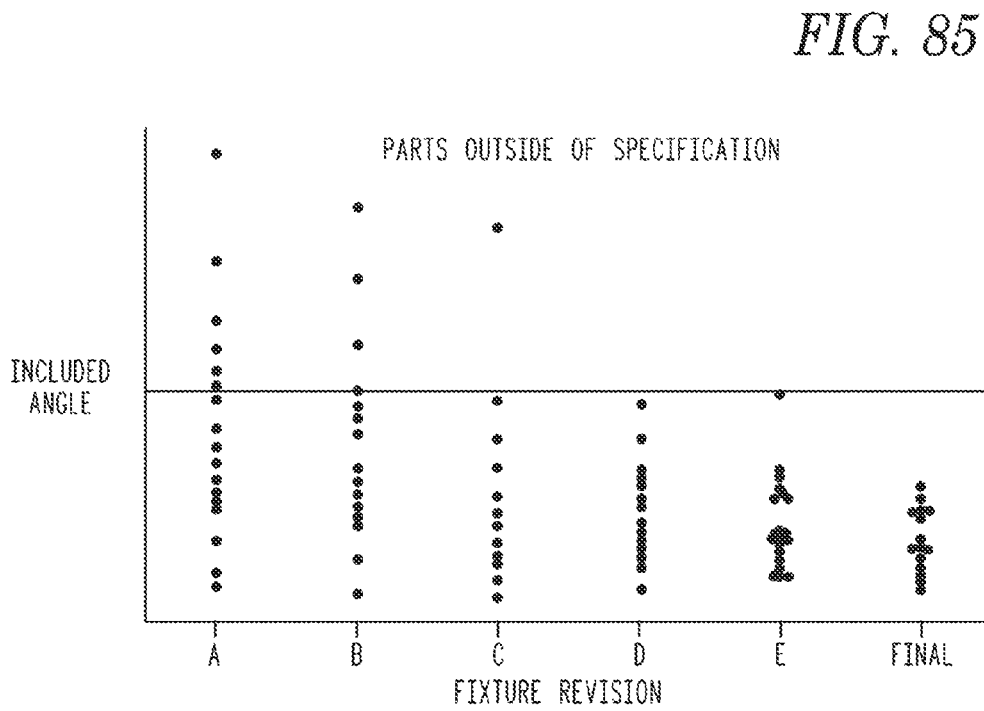 FIG. 85
PARTS OUTSIDE OF SPECIFICATION
INCLUDED
ANGLE
A B C D E FINAL
FIXTURE REVISION